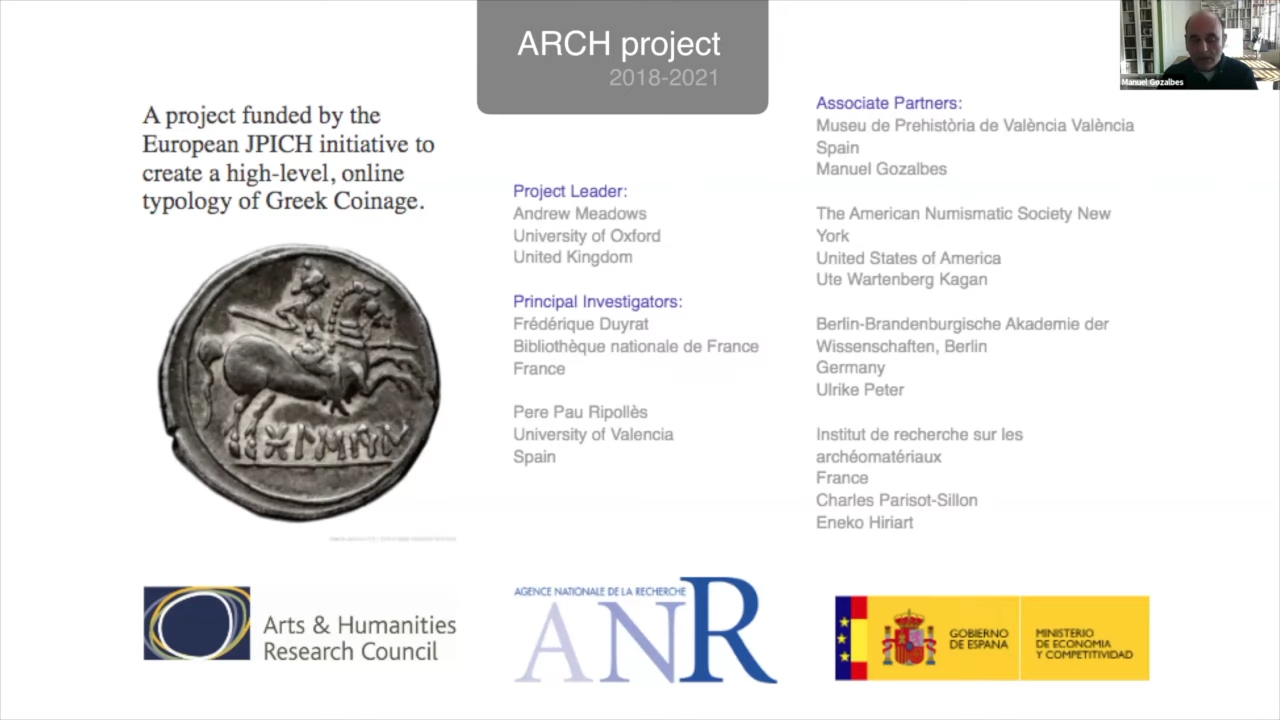 ARCH project
2018-2021
Manuel Gozalbes
A project funded by the
European JPICH initiative to
create a high-level, online
typology of Greek Coinage.
Project Leader:
Andrew Meadows
University of Oxford
United Kingdom
Principal Investigators:
Frédérique Duyrat
Bibliothèque nationale de France
France
Pere Pau Ripollès
University of Valencia
Spain
Associate Partners:
Museu de Prehistòria de València València
Spain
Manuel Gozalbes
The American Numismatic Society New
York
United States of America
Ute Wartenberg Kagan
Berlin-Brandenburgische Akademie der
Wissenschaften, Berlin
Germany
Ulrike Peter
Institut de recherche sur les
archéomatériaux
France
Charles Parisot-Sillon
Eneko Hiriart
Arts & Humanities
Research Council
AGENCE NATIONALE DE LA RECHERCHE
ANR
GOBIERNO
DE ESPAÑA
MINISTERIO
DE ECONOMIA
Y COMPETITIVIDAD